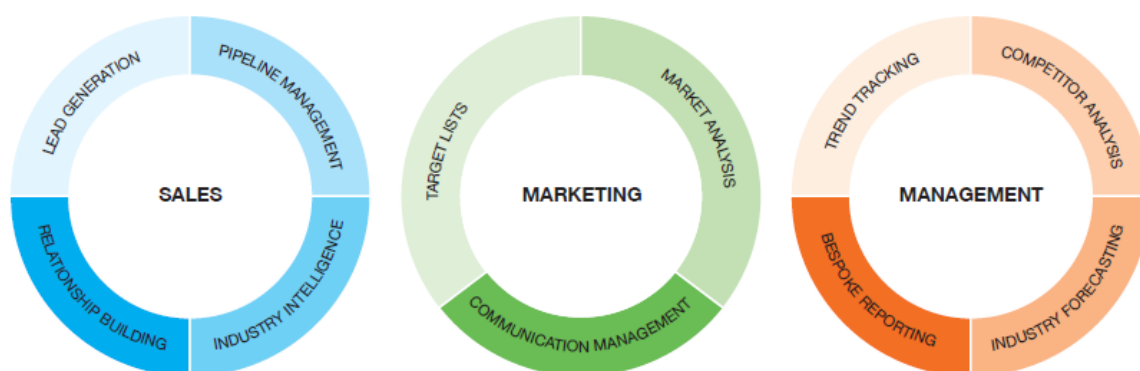 LEAD GENERATION
PIPELINE MANAGEMENT
SALES
RELATIONSHIP BUILDING
INDUSTRY INTELLIGENCE
TARGET LISTS
MARKET ANALYSIS
MARKETING
COMMUNICATION MANAGEMENT
TREND TRACKING
COMPETITOR ANALYSIS
MANAGEMENT
BESPOKE REPORTING
INDUSTRY FORECASTING